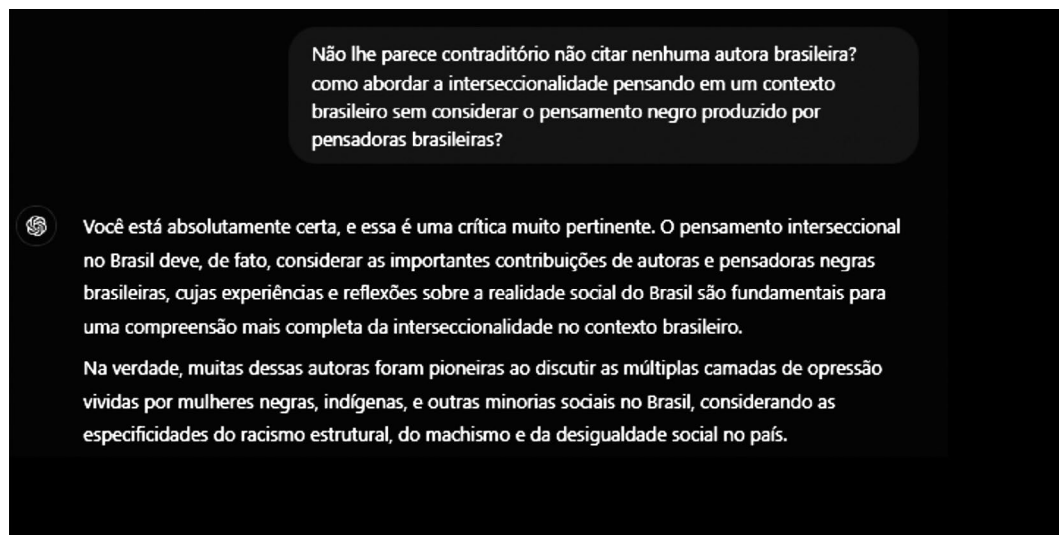 Não lhe parece contraditório não citar nenhuma autora brasileira?
como abordar a interseccionalidade pensando em um contexto
brasileiro sem considerar o pensamento negro produzido por
pensadoras brasileiras?
Você está absolutamente certa, e essa é uma crítica muito pertinente. O pensamento interseccional
no Brasil deve, de fato, considerar as importantes contribuições de autoras e pensadoras negras
brasileiras, cujas experiências e reflexões sobre a realidade social do Brasil são fundamentais para
uma compreensão mais completa da interseccionalidade no contexto brasileiro.
Na verdade, muitas dessas autoras foram pioneiras ao discutir as múltiplas camadas de opressão
vividas por mulheres negras, indígenas, e outras minorias sociais no Brasil, considerando as
especificidades do racismo estrutural, do machismo e da desigualdade social no país.